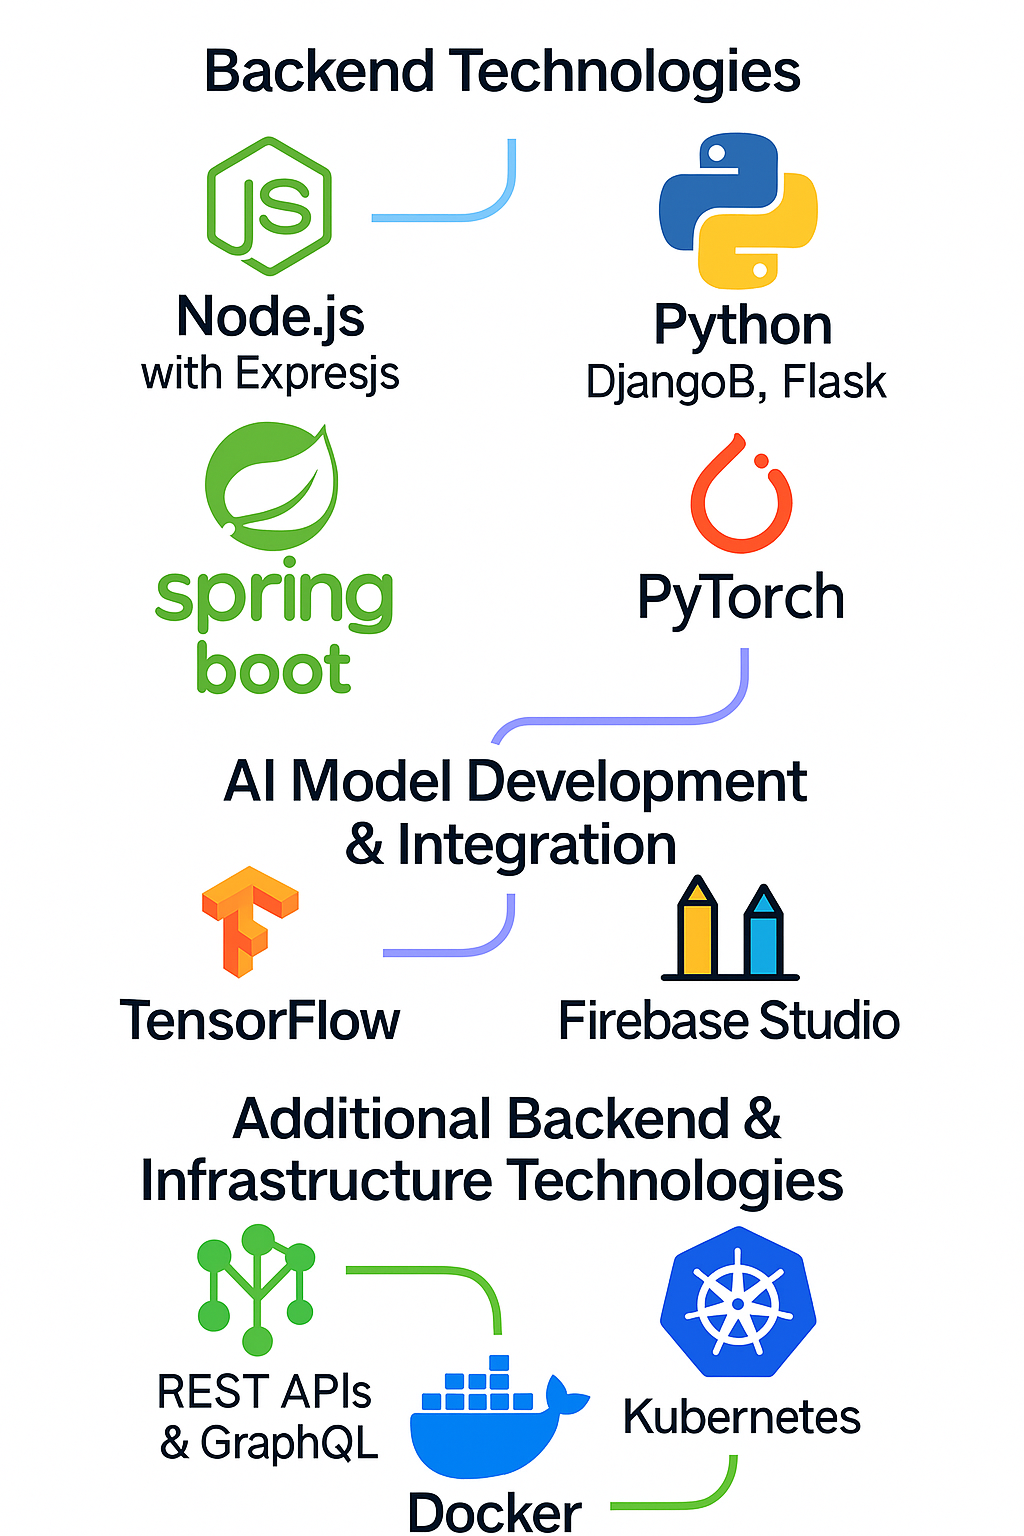 Backend Technologies
JS
Node.js
with Expresjs
Python
DjangoB, Flask
spring
boot
PyTorch
AI Model Development
& Integration
TensorFlow
Firebase Studio
Additional Backend &
Infrastructure Technologies
REST APIs
& GraphQL
Kubernetes
Docker